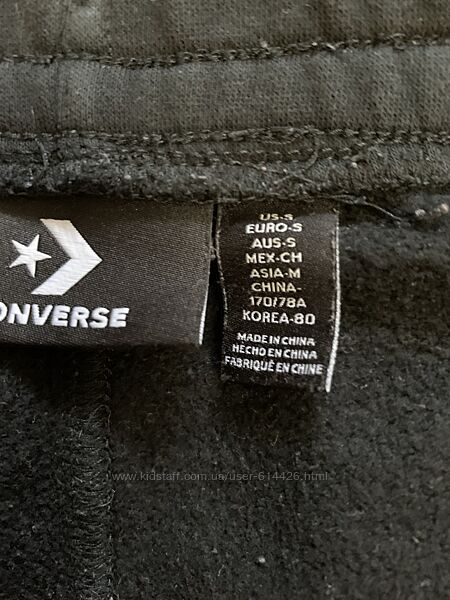 US-S
EURO-S
AUS-S
MEX-CH
ASIA-M
CHINA-
170/78A
KOREA-80
ONVERSE
MADE IN CHINA
HECHO EN CHINA
FABRIQUÉ EN CHINE
www.kidstaff.com.ua/user-614426.html